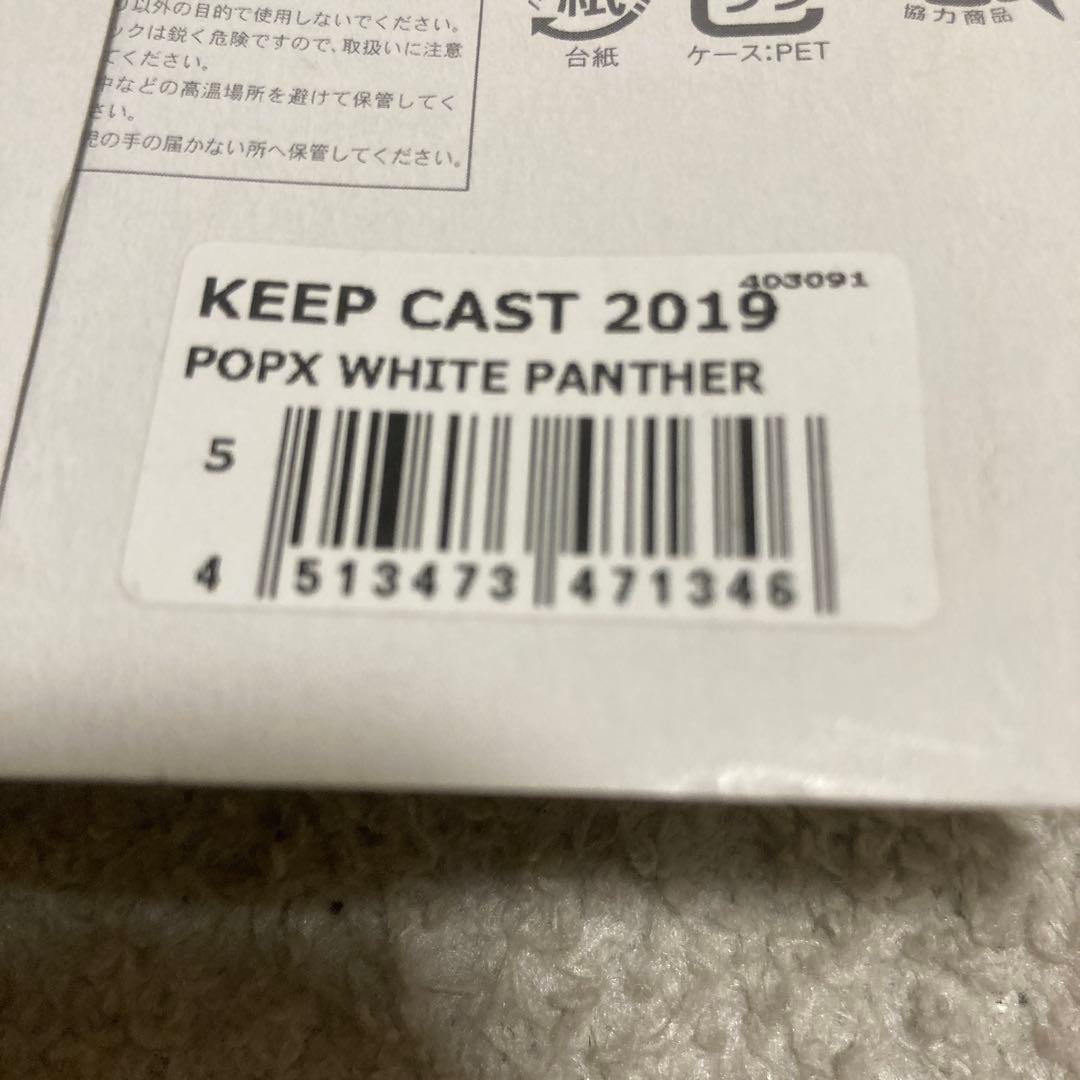 以外の目的で使用しないでください。
ックは鋭く危険ですので、取扱いに注意
てください。
中などの高温場所を避けて保管してく
さい。
児の手の届かない所へ保管してください。
紙
台紙
プラ
ケース:PET
協力商品
403091
KEEP CAST 2019
POPX WHITE PANTHER
5
4 513473 471346